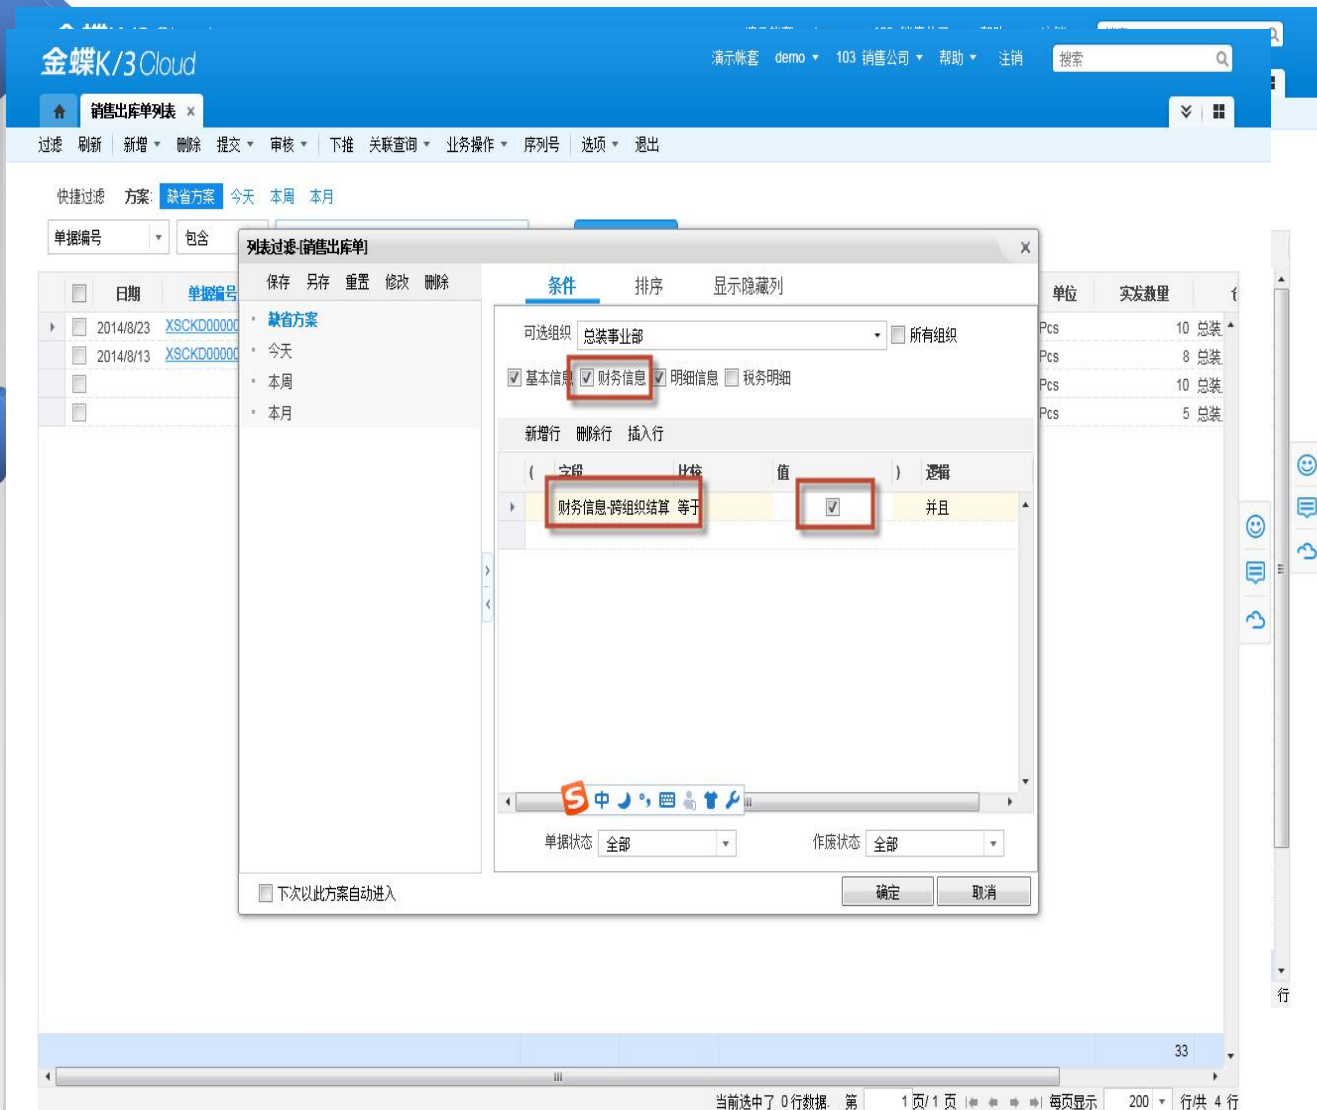 金蝶K/3 Cloud
演示帐套 demo 103 销售公司 帮助 注销 搜索
销售出库单列表 ×
过滤 刷新 新增 删除 提交 审核 下推 关联查询 业务操作 序列号 选项 退出
快捷过滤 方案: 缺省方案 今天 本周 本月
单据编号 包含
列表过滤-[销售出库单] x
保存 另存 重置 修改 删除
条件 排序 显示隐藏列
日期 单据编号 单位 实发数量
缺省方案
今天
本周
本月
可选组织 总装事业部 所有组织
基本信息 财务信息 明细信息 税务明细
新增行 删除行 插入行
( 字段 比较 值 ) 逻辑
财务信息-跨组织结算 等于 并且
2014/8/23 XSCKD00000 Pcs 10 总装
2014/8/13 XSCKD00000 Pcs 8 总装
Pcs 10 总装
Pcs 5 总装
中
单据状态 全部 作废状态 全部
下次以此方案自动进入 确定 取消
行
33
当前选中了 0 行数据. 第 1 页/1 页 每页显示 200 行/共 4 行